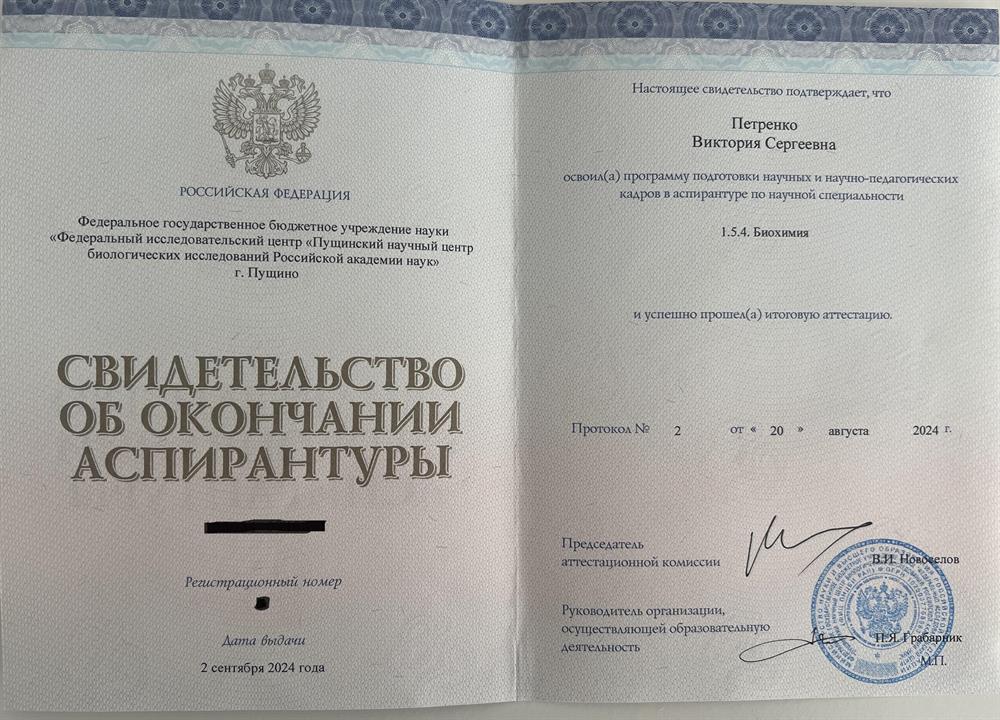 РОССИЙСКАЯ ФЕДЕРАЦИЯ
Федеральное государственное бюджетное учреждение науки
«Федеральный исследовательский центр «Пущинский научный центр
биологических исследований Российской академии наук»
г. Пущино
СВИДЕТЕЛЬСТВО
ОБ ОКОНЧАНИИ
АСПИРАНТУРЫ
Регистрационный номер
Дата выдачи
2 сентября 2024 года
Настоящее свидетельство подтверждает, что
Петренко
Виктория Сергеевна
освоил(а) программу подготовки научных и научно-педагогических
кадров в аспирантуре по научной специальности
1.5.4. Биохимия
и успешно прошел(а) итоговую аттестацию.
Протокол № 2 от « 20 » августа 2024 г.
Председатель
аттестационной комиссии
В.И. Новоселов
Руководитель организации,
осуществляющей образовательную
деятельность
П.Я. Грабарник
М.П.